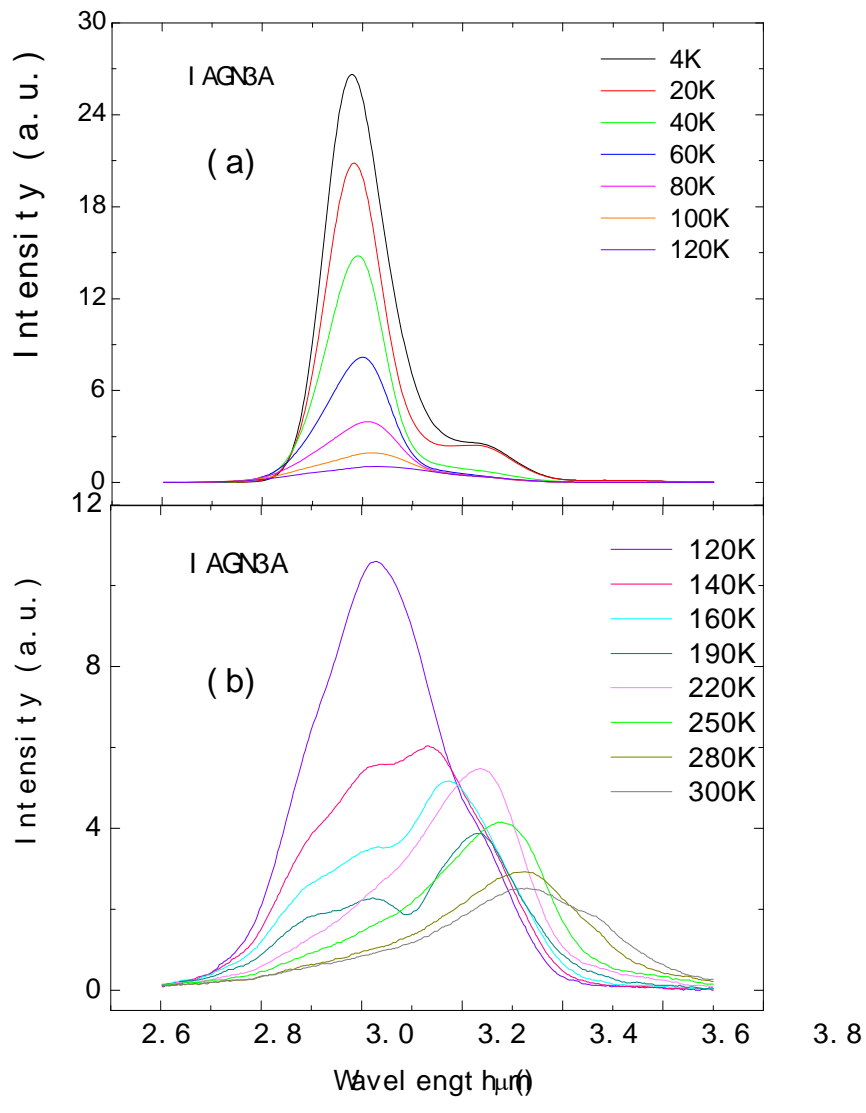 30
IAGN3A
4K
20K
24
40K
(a)
60K
80K
18
100K
120K
12
6
0
Intensity (a.u.)
12
IAGN3A
120K
140K
160K
190K
8
(b)
220K
250K
280K
300K
4
0
Intensity (a.u.)
2.6 2.8 3.0 3.2 3.4 3.6 3.8
Wavelength(μm)